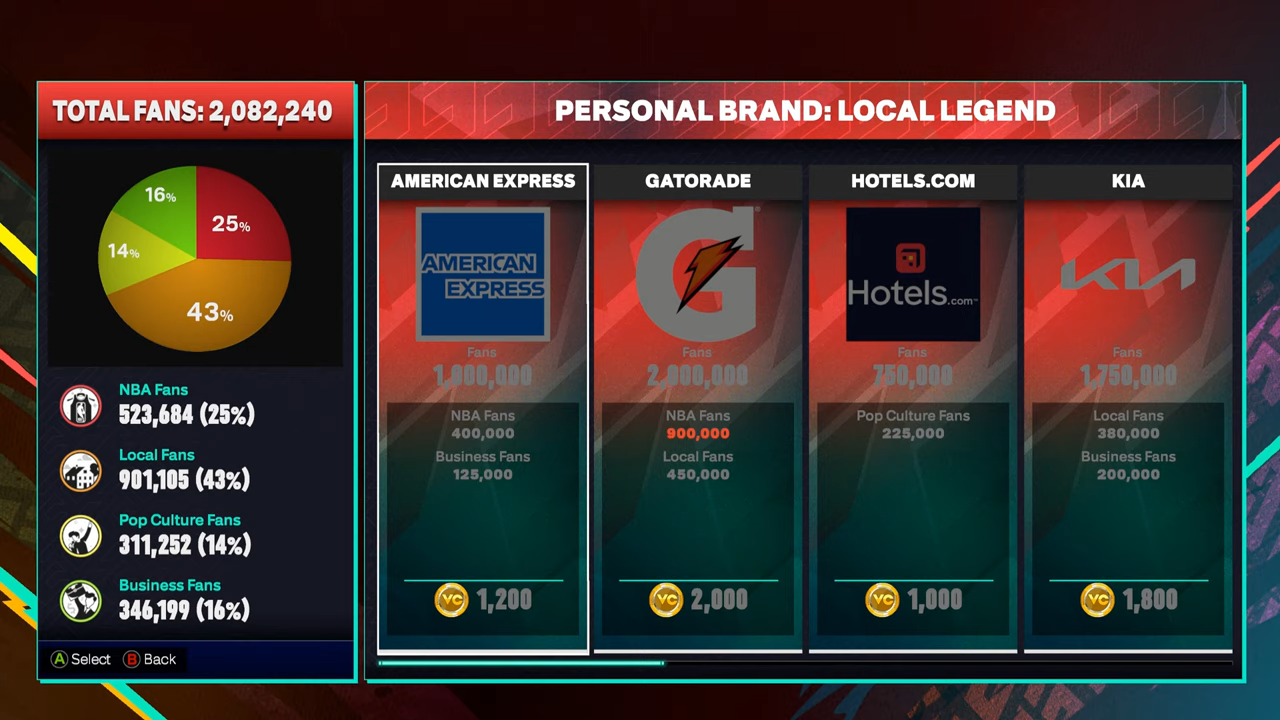 TOTAL FANS: 2,082,240
16%
25%
14%
43%
NBA Fans
523,684 (25%)
Local Fans
901,105 (43%)
Pop Culture Fans
311,252 (14%)
Business Fans
346,199 (16%)
A Select B Back
PERSONAL BRAND: LOCAL LEGEND
AMERICAN EXPRESS
AMERICAN
EXPRESS
Fans
NBA Fans
400,000
Business Fans
125,000
VC 1,200
GATORADE
G
Fans
2,000,000
NBA Fans
900,000
Local Fans
450,000
VC 2,000
HOTELS.COM
Hotels.com™
Fans
750,000
Pop Culture Fans
225,000
VC 1,000
KIA
KIA
Fans
1,750,000
Local Fans
380,000
Business Fans
200,000
VC 1,800